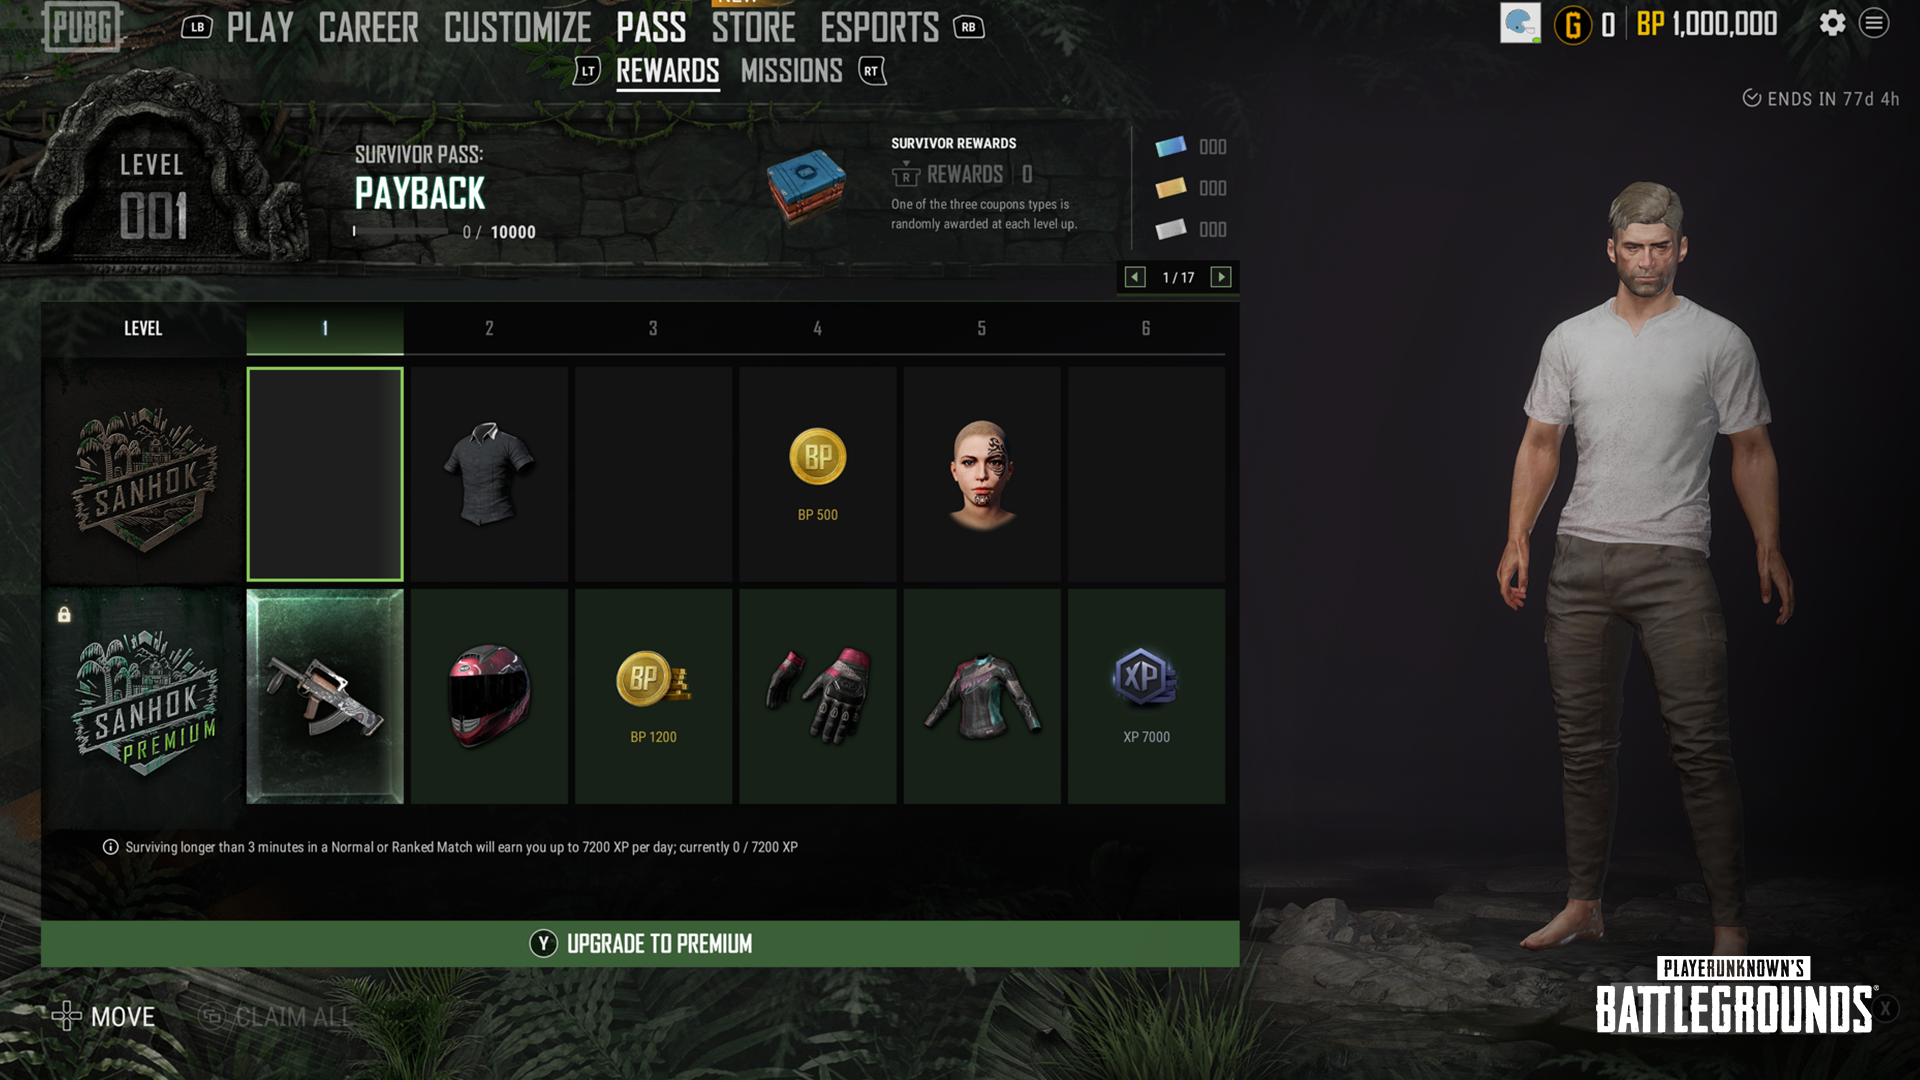 PUBG
LB PLAY CAREER CUSTOMIZE PASS STORE ESPORTS RB
G 0 BP 1,000,000
LT REWARDS MISSIONS RT
ENDS IN 77d 4h
LEVEL
001
SURVIVOR PASS:
PAYBACK
0 / 10000
SURVIVOR REWARDS
R REWARDS 0
One of the three coupons types is
randomly awarded at each level up.
000
000
000
1 / 17
LEVEL 1 2 3 4 5 6
SANHOK
BP
BP 500
SANHOK
PREMIUM
BP
BP 1200
XP
XP 7000
Surviving longer than 3 minutes in a Normal or Ranked Match will earn you up to 7200 XP per day; currently 0 / 7200 XP
Y UPGRADE TO PREMIUM
MOVE CLAIM ALL
PLAYERUNKNOWN'S
BATTLEGROUNDS®
X